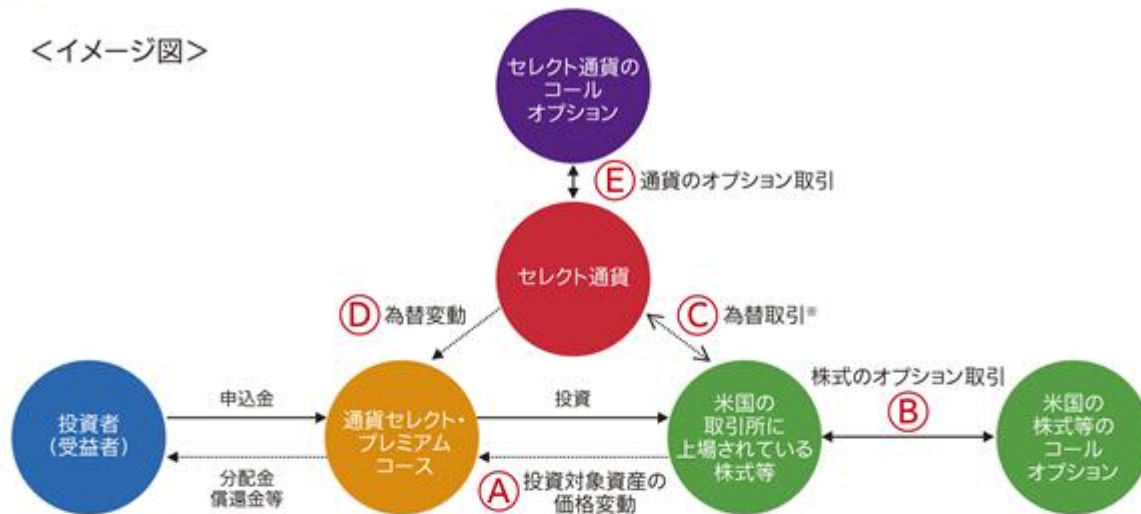 <イメージ図>
セレクト通貨の
コール
オプション
E 通貨のオプション取引
セレクト通貨
D 為替変動
C 為替取引※
投資者
(受益者)
申込金
分配金
償還金等
通貨セレクト・
プレミアム
コース
投資
A 投資対象資産の
価格変動
米国の
取引所に
上場されている
株式等
株式のオプション取引
B
米国の
株式等の
コール
オプション